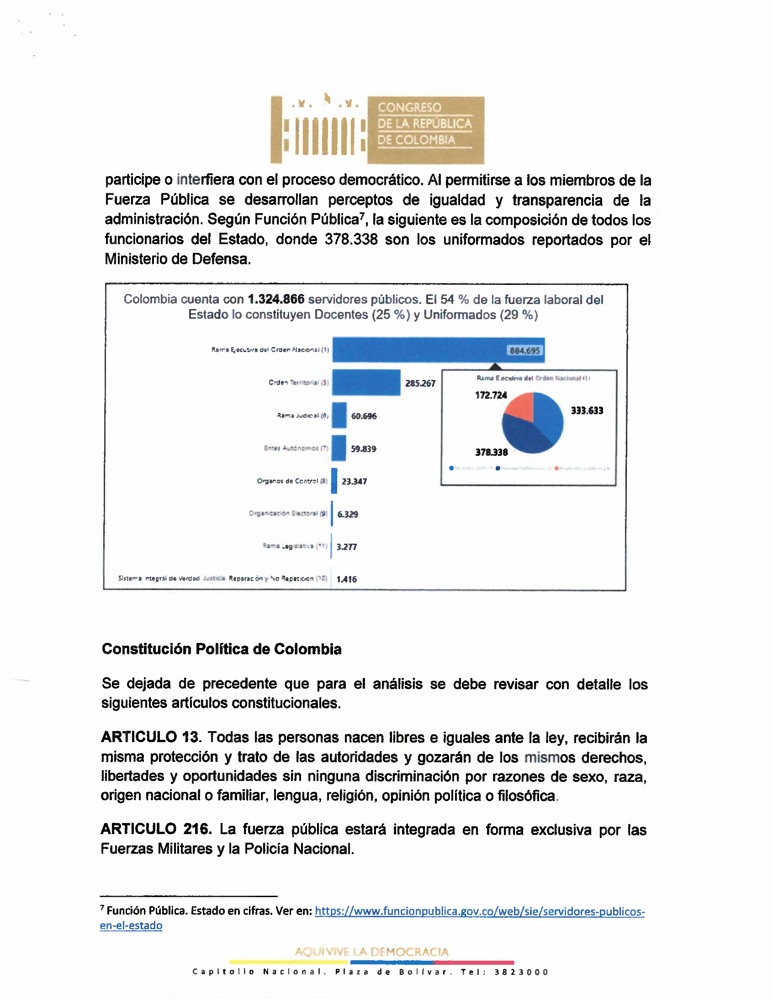 CONGRESO
DE LA REPÚBLICA
DE COLOMBIA
participe o interfiera con el proceso democrático. Al permitirse a los miembros de la
Fuerza Pública se desarrollan perceptos de igualdad y transparencia de la
administración. Según Función Pública⁷, la siguiente es la composición de todos los
funcionarios del Estado, donde 378.338 son los uniformados reportados por el
Ministerio de Defensa.
Colombia cuenta con 1.324.866 servidores públicos. El 54 % de la fuerza laboral del
Estado lo constituyen Docentes (25 %) y Uniformados (29 %)
Rama Ejecutiva del Orden Nacional (1) 884.695
Orden Territorial (5) 285.267
Rama Ejecutiva del Orden Nacional (1)
172.724
333.633
378.338
Rama Judicial (6) 60.696
Entes Autónomos (7) 59.839
Organos de Control (8) 23.347
Organización Electoral (9) 6.329
Rama Legislativa (11) 3.277
Sistema ntegral de Verdad Justicia Reparación y No Repetición (10) 1.416
Constitución Política de Colombia
Se dejada de precedente que para el análisis se debe revisar con detalle los
siguientes artículos constitucionales.
ARTICULO 13. Todas las personas nacen libres e iguales ante la ley, recibirán la
misma protección y trato de las autoridades y gozarán de los mismos derechos,
libertades y oportunidades sin ninguna discriminación por razones de sexo, raza,
origen nacional o familiar, lengua, religión, opinión política o filosófica.
ARTICULO 216. La fuerza pública estará integrada en forma exclusiva por las
Fuerzas Militares y la Policía Nacional.
⁷ Función Pública. Estado en cifras. Ver en: https://www.funcionpublica.gov.co/web/sie/servidores-publicos-
en-el-estado
AQUÍ VIVE LA DEMOCRACIA
Capitolio Nacional. Plaza de Bolívar. Tel: 3823000